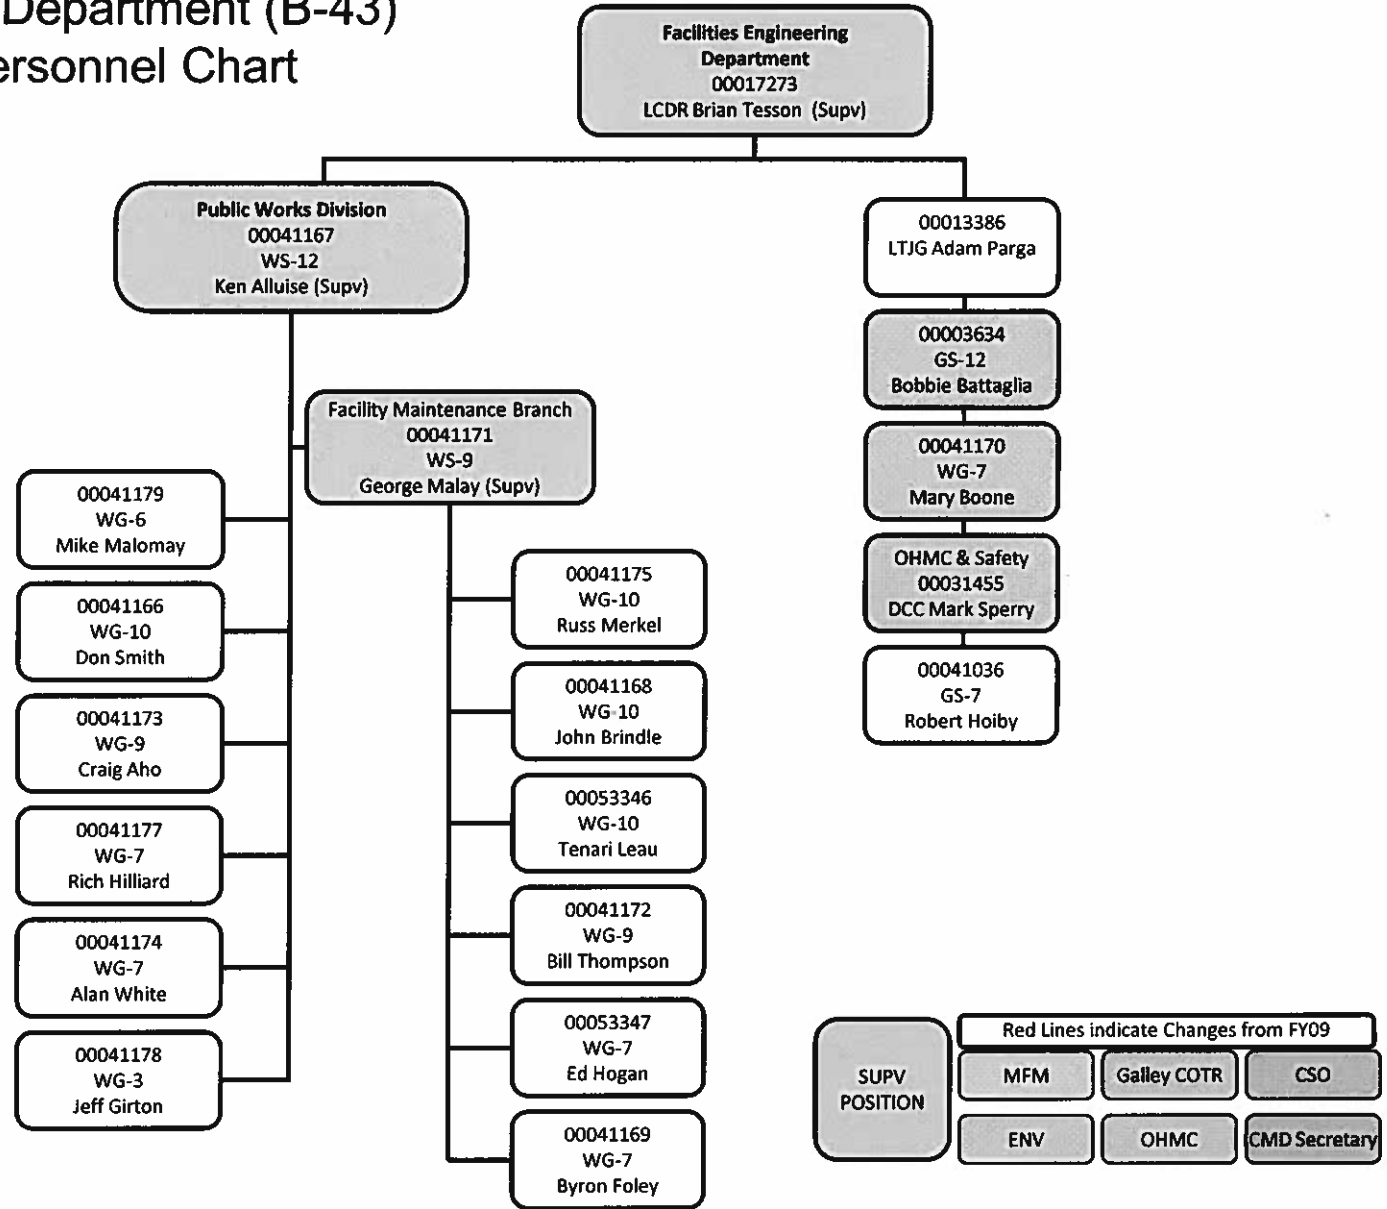 Department (B-43)
ersonnel Chart
Facilities Engineering
Department
00017273
LCDR Brian Tesson (Supv)
Public Works Division
00041167
WS-12
Ken Alluise (Supv)
00013386
LTJG Adam Parga
00003634
GS-12
Bobbie Battaglia
00041170
WG-7
Mary Boone
OHMC & Safety
00031455
DCC Mark Sperry
00041036
GS-7
Robert Hoiby
Facility Maintenance Branch
00041171
WS-9
George Malay (Supv)
00041179
WG-6
Mike Malomay
00041166
WG-10
Don Smith
00041173
WG-9
Craig Aho
00041177
WG-7
Rich Hilliard
00041174
WG-7
Alan White
00041178
WG-3
Jeff Girton
00041175
WG-10
Russ Merkel
00041168
WG-10
John Brindle
00053346
WG-10
Tenari Leau
00041172
WG-9
Bill Thompson
00053347
WG-7
Ed Hogan
00041169
WG-7
Byron Foley
SUPV
POSITION
Red Lines indicate Changes from FY09
MFM
Galley COTR
CSO
ENV
OHMC
CMD Secretary